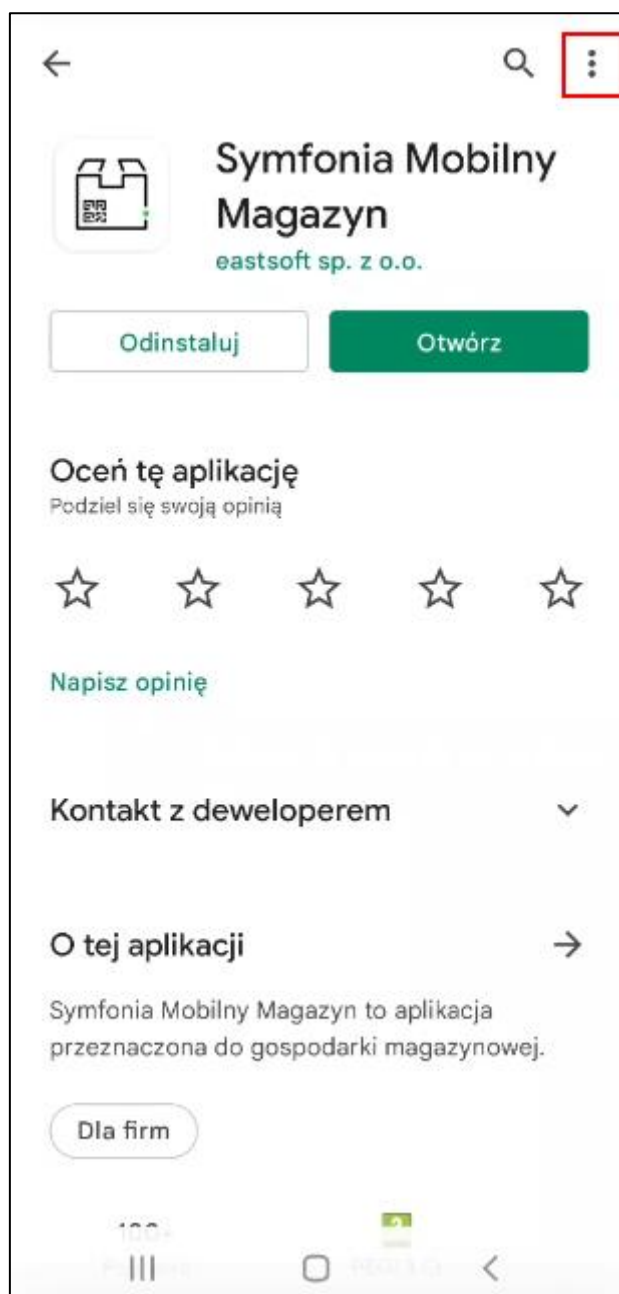 Symfonia Mobilny
Magazyn
eastsoft sp. z o.o.
Odinstaluj
Otwórz
Oceń tę aplikację
Podziel się swoją opinią
Napisz opinię
Kontakt z deweloperem
O tej aplikacji
Symfonia Mobilny Magazyn to aplikacja
przeznaczona do gospodarki magazynowej.
Dla firm
100+